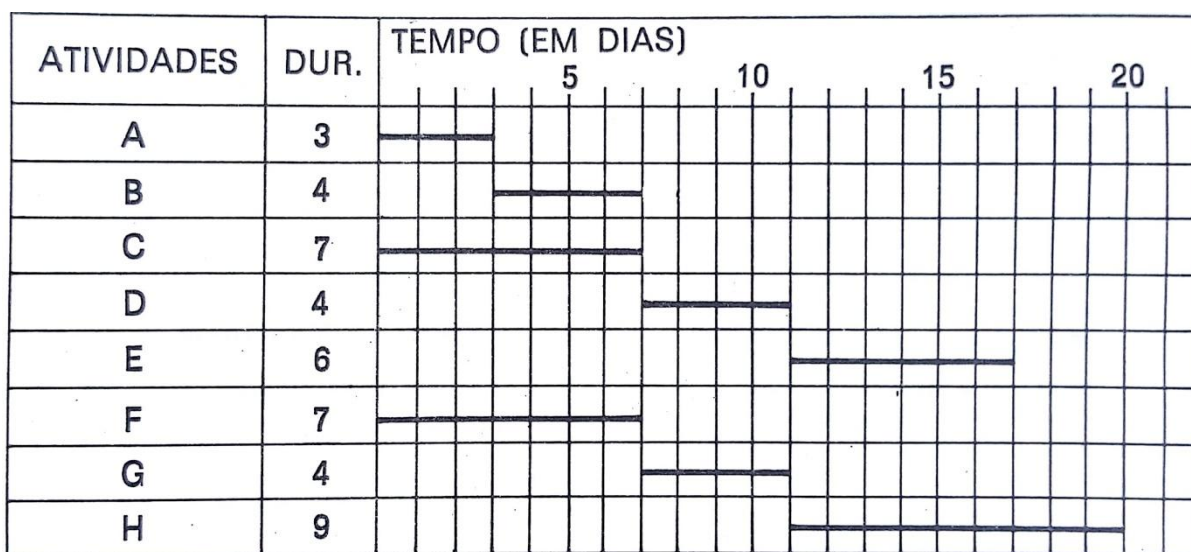 ATIVIDADES DUR. TEMPO (EM DIAS)
5 10 15 20
A 3
B 4
C 7
D 4
E 6
F 7
G 4
H 9